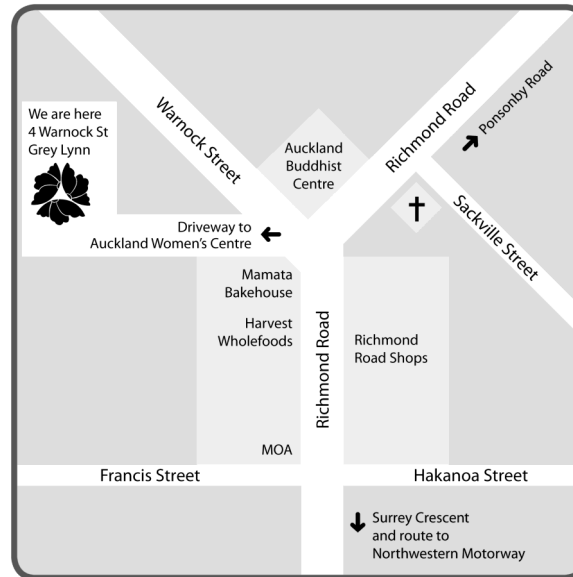 We are here
4 Warnock St
Grey Lynn
Warnock Street
Auckland
Buddhist
Centre
Richmond Road
Ponsonby Road
Sackville Street
Driveway to
Auckland Women's Centre
Mamata
Bakehouse
Harvest
Wholefoods
MOA
Richmond Road
Richmond
Road Shops
Francis Street
Hakanoa Street
Surrey Crescent
and route to
Northwestern Motorway